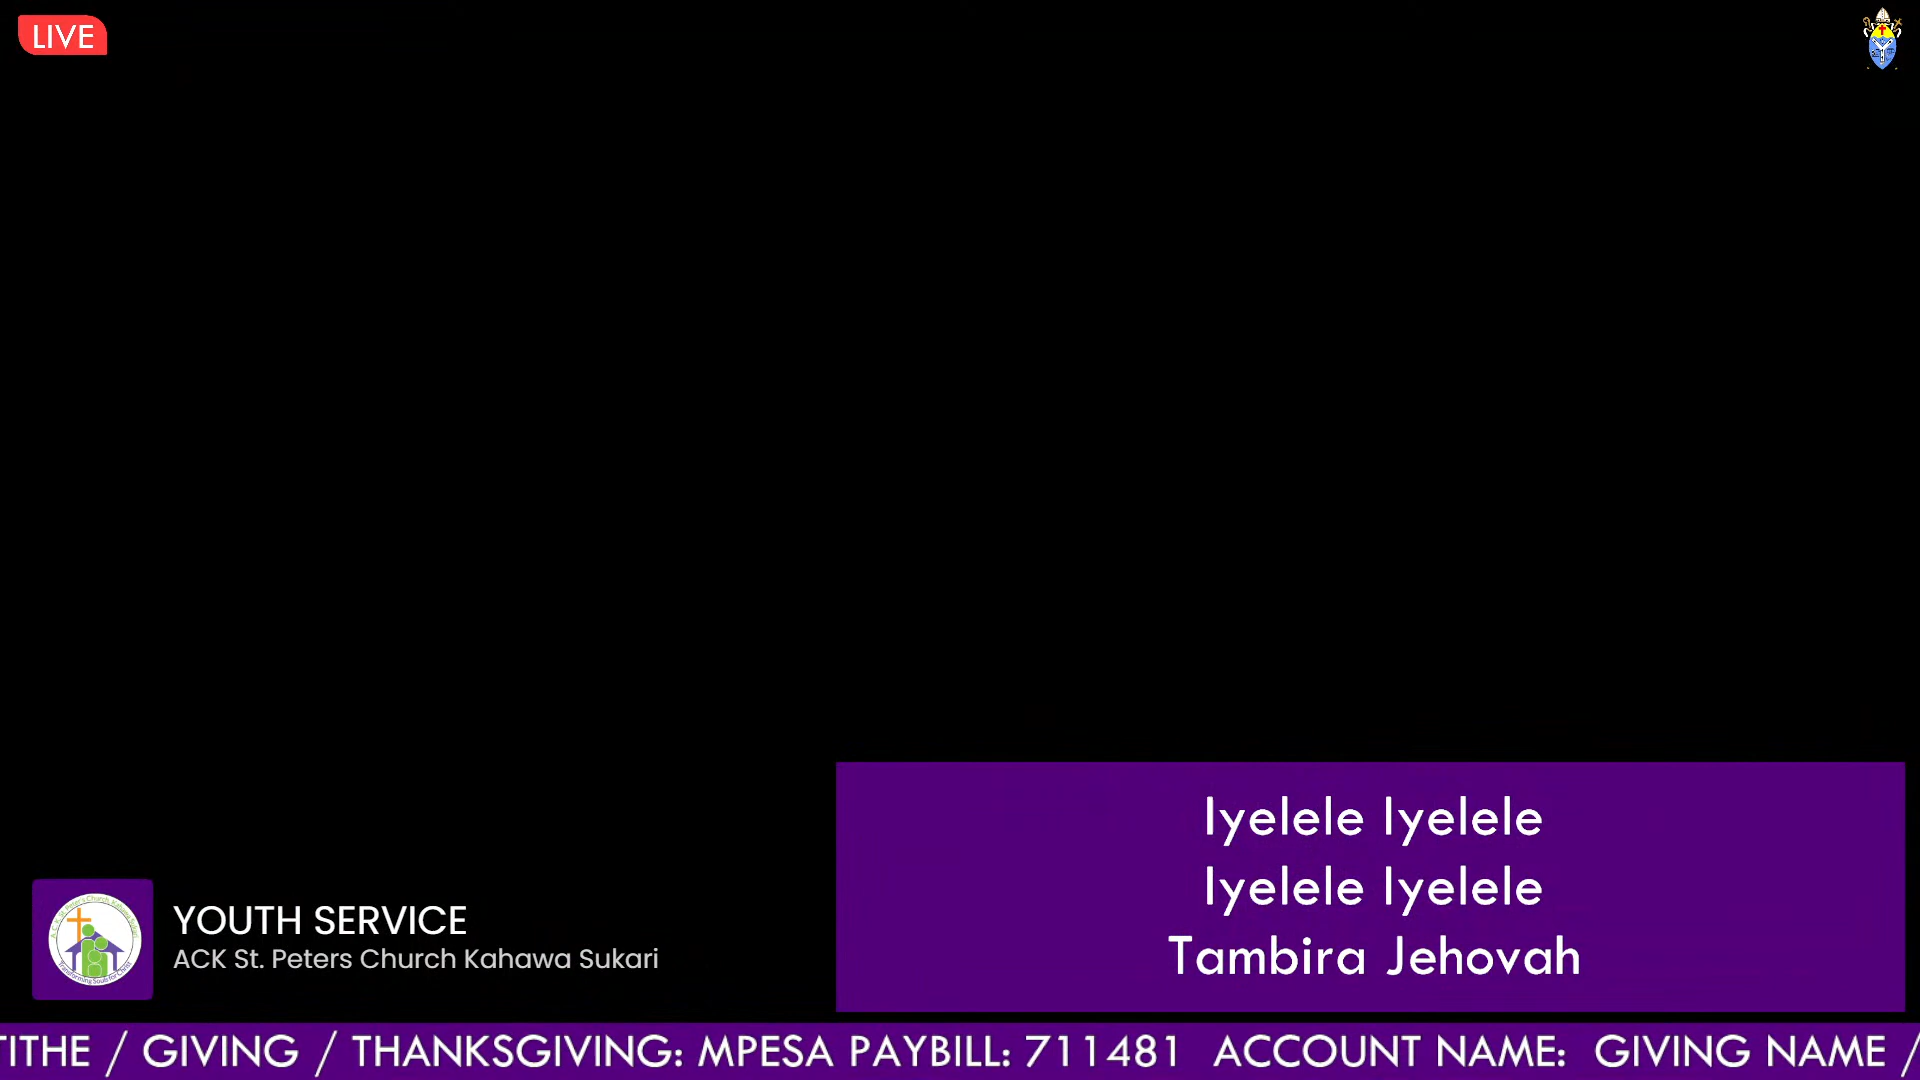 LIVE
Iyelele Iyelele
Iyelele Iyelele
Tambira Jehovah
YOUTH SERVICE
ACK St. Peters Church Kahawa Sukari
TITHE / GIVING / THANKSGIVING: MPESA PAYBILL: 711481 ACCOUNT NAME: GIVING NAME /